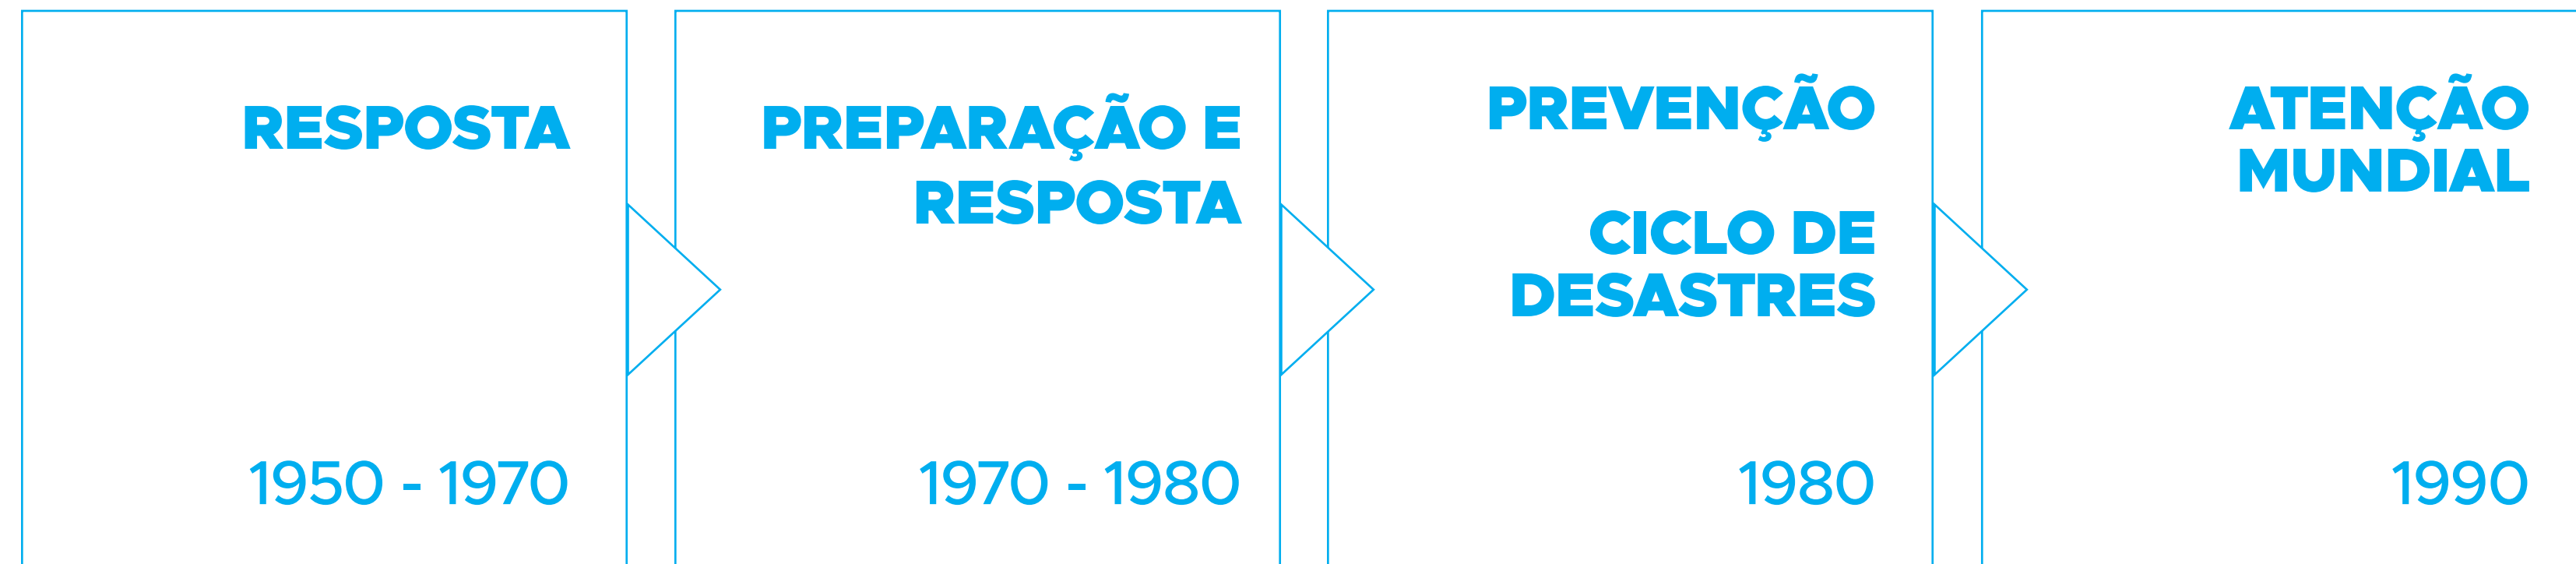 RESPOSTA
1950 - 1970
PREPARAÇÃO E
RESPOSTA
1970 - 1980
PREVENÇÃO
CICLO DE
DESASTRES
1980
ATENÇÃO
MUNDIAL
1990